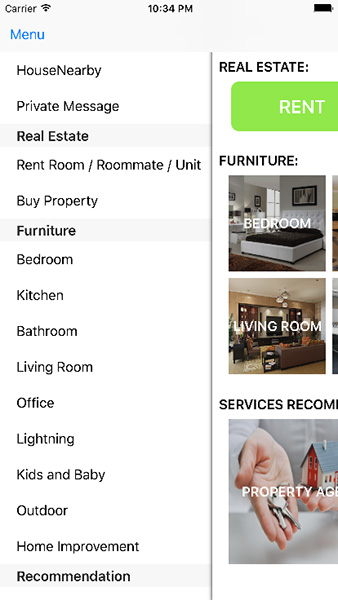 Carrier 10:34 PM
Menu
HouseNearby
Private Message
Real Estate
Rent Room / Roommate / Unit
Buy Property
Furniture
Bedroom
Kitchen
Bathroom
Living Room
Office
Lightning
Kids and Baby
Outdoor
Home Improvement
Recommendation
REAL ESTATE:
RENT
FURNITURE:
BEDROOM
LIVING ROOM
SERVICES RECOM
PROPERTY AGE